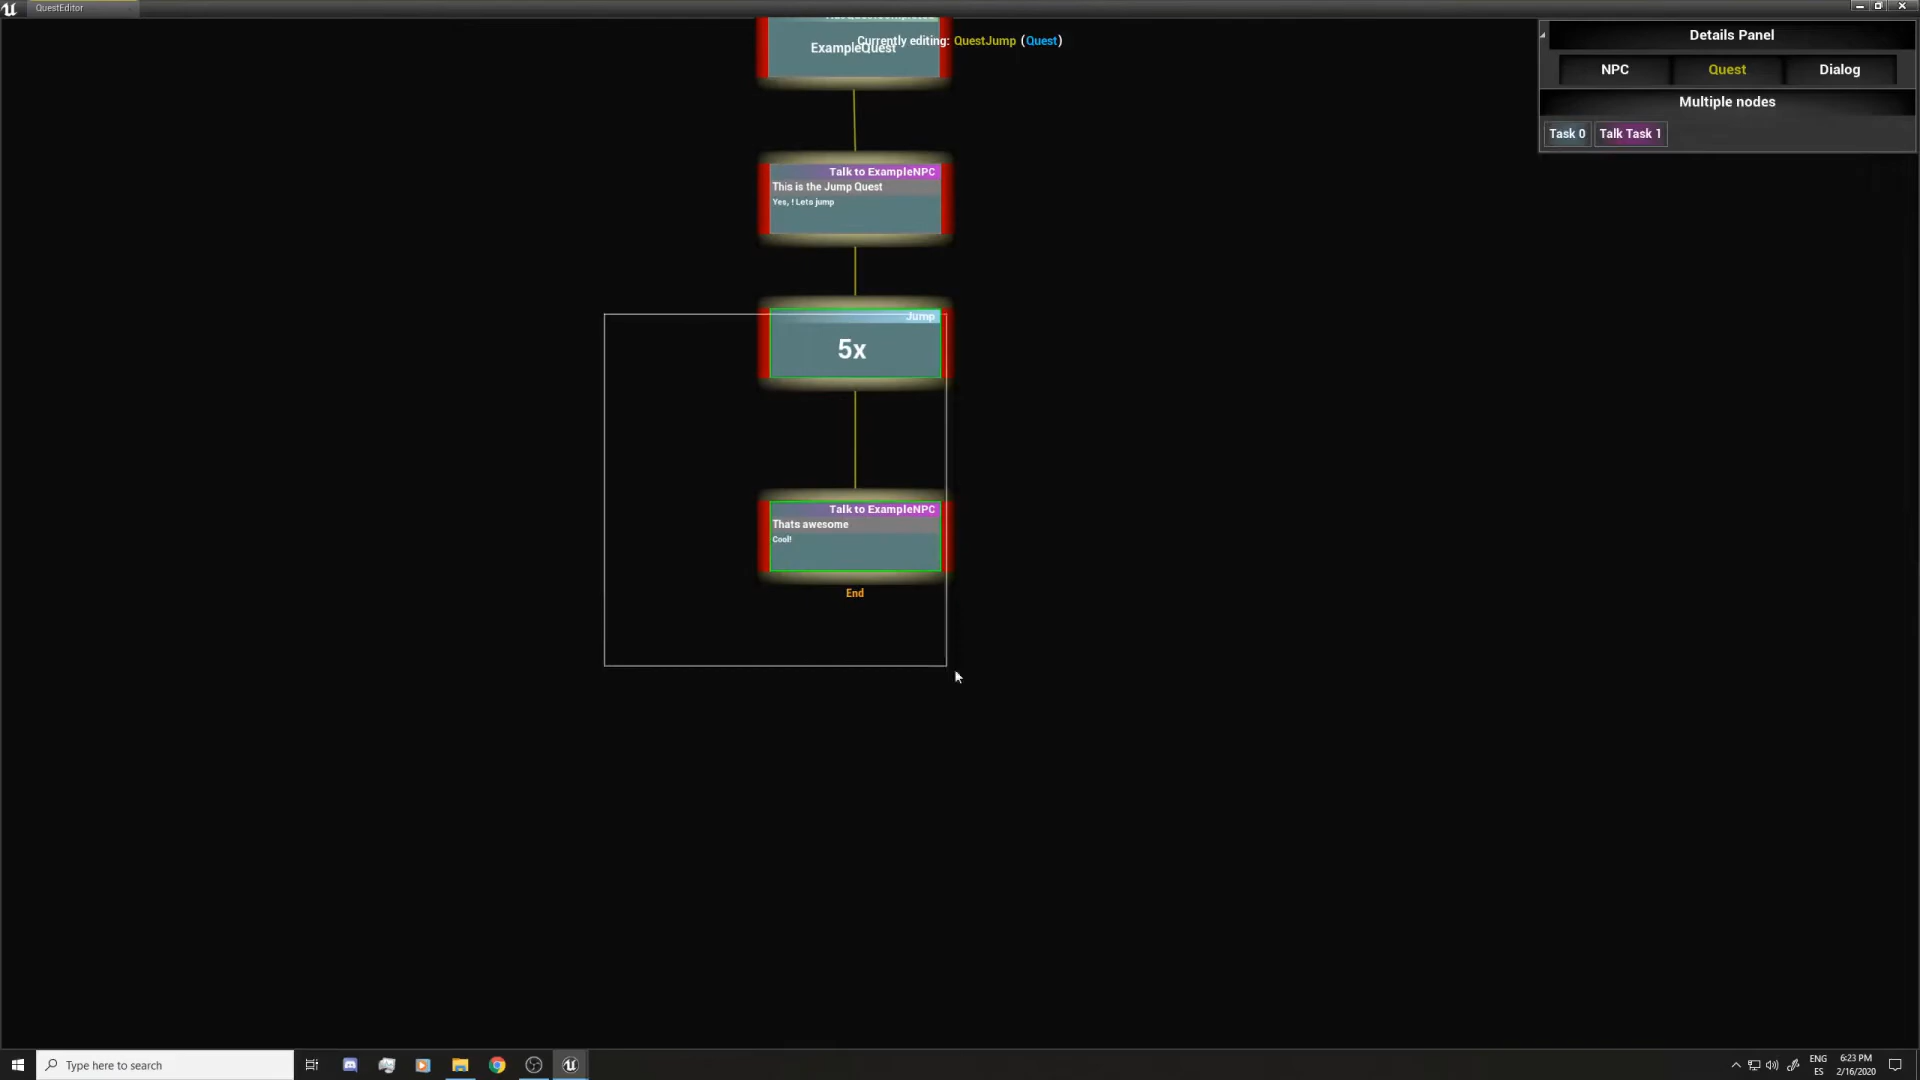 QuestEditor
Currently editing: QuestJump (Quest)
ExampleQuest
Talk to ExampleNPC
This is the Jump Quest
Yes, ! Lets jump
Jump
5x
Talk to ExampleNPC
Thats awesome
Cool!
End
Details Panel
NPC
Quest
Dialog
Multiple nodes
Task 0
Talk Task 1
Type here to search
ENG
ES
6:23 PM
2/16/2020